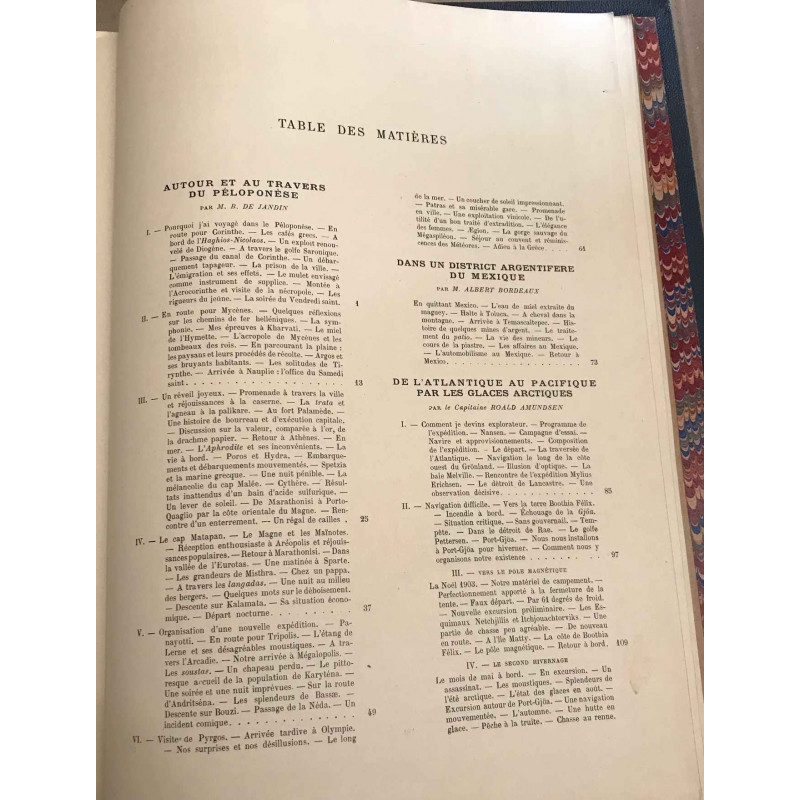 TABLE DES MATIÈRES
AUTOUR ET AU TRAVERS
DU PÉLOPONÈSE
PAR M. B. DE JANDIN
I. — Pourquoi j'ai voyagé dans le Péloponèse. — En
route pour Corinthe. — Les cafés grecs. — A
bord de l'Haghios-Nicolaos. — Un exploit renou-
velé de Diogène. — A travers le golfe Saronique.
— Passage du canal de Corinthe. — Un débar-
quement tapageur. — La prison de la ville. —
L'émigration et ses effets. — Le mulet envisagé
comme instrument de supplice. — Montée à
l'Acrocorinthe et visite de la nécropole. — Les
rigueurs du jeûne. — La soirée du Vendredi saint. 1
II. — En route pour Mycènes. — Quelques réflexions
sur les chemins de fer helléniques. — La sym-
phonie. — Mes épreuves à Kharvati. — Le miel
de l'Hymette. — L'acropole de Mycènes et les
tombeaux des rois. — En parcourant la plaine :
les paysans et leurs procédés de récolte. — Argos et
ses bruyants habitants. — Les solitudes de Ti-
rynthe. — Arrivée à Nauplie : l'office du Samedi
saint. . . . . . . . . . . . . . . . . . . 13
III. — Un réveil joyeux. — Promenade à travers la ville
et réjouissances à la caserne. — La trata et
l'agneau à la palikare. — Au fort Palamède. —
Une histoire de bourreau et d'exécution capitale.
— Discussion sur la valeur, comparée à l'or, de
la drachme papier. — Retour à Athènes. — En
mer. — L'Aphrodite et ses inconvénients. — La
vie à bord. — Poros et Hydra. — Embarque-
ments et débarquements mouvementés. — Spetzia
et la marine grecque. — Une nuit pénible. — La
mélancolie du cap Malée. — Cythère. — Résul-
tats inattendus d'un bain d'acide sulfurique. —
Un lever de soleil. — De Marathonisi à Porto-
Quaglio par la côte orientale du Magne. — Ren-
contre d'un enterrement. — Un régal de cailles . 25
IV. — Le cap Matapan. — Le Magne et les Maïnotes.
— Réception enthousiaste à Aréopolis et réjouis-
sances populaires. — Retour à Marathonisi. — Dans
la vallée de l'Eurotas. — Une matinée à Sparte.
— Les grandeurs de Misthra. — Chez un pappa.
— A travers les langadas. — Une nuit au milieu
des bergers. — Quelques mots sur le déboisement.
— Descente sur Kalamata. — Sa situation écono-
mique. — Départ nocturne. . . . . . . . . . 37
V. — Organisation d'une nouvelle expédition. — Pa-
nayotti. — En route pour Tripolis. — L'étang de
Lerne et ses désagréables moustiques. — A tra-
vers l'Arcadie. — Notre arrivée à Mégalopolis. —
Les soustas. — Un chapeau perdu. — Le pitto-
resque accueil de la population de Karyténa. —
Une soirée et une nuit imprévues. — Sur la route
d'Andritséna. — Les splendeurs de Bassæ. —
Descente sur Bouzi. — Passage de la Néda. — Un
incident comique. . . . . . . . . . . . . . . 49
VI. — Visite de Pyrgos. — Arrivée tardive à Olympie.
— Nos surprises et nos désillusions. — Le long
de la mer. — Un coucher de soleil impressionnant.
— Patras et sa misérable gare. — Promenade
en ville. — Une exploitation vinicole. — De l'u-
tilité d'un bon traité d'extradition. — L'élégance
des femmes. — Ægion. — La gorge sauvage du
Mégaspiléon. — Séjour au couvent et réminis-
cences des Météores. — Adieu à la Grèce. . . . 61
DANS UN DISTRICT ARGENTIFERE
DU MEXIQUE
PAR M. ALBERT BORDEAUX
En quittant Mexico. — L'eau de miel extraite du
maguey. — Halte à Toluca. — A cheval dans la
montagne. — Arrivée à Temascaltepec. — His-
toire de quelques mines d'argent. — Le traite-
ment du patio. — La vie des mineurs. — Le
cours de la piastre. — Les affaires au Mexique.
— L'automobilisme au Mexique. — Retour à
Mexico. . . . . . . . . . . . . . . . . . 73
DE L'ATLANTIQUE AU PACIFIQUE
PAR LES GLACES ARCTIQUES
PAR le Capitaine ROALD AMUNDSEN
I. — Comment je devins explorateur. — Programme de
l'expédition. — Nansen. — Campagne d'essai. —
Navire et approvisionnements. — Composition
de l'expédition. — Le départ. — La traversée de
l'Atlantique. — Navigation le long de la côte
ouest du Grönland. — Illusion d'optique. — La
baie Melville. — Rencontre de l'expédition Mylius
Erichsen. — Le détroit de Lancastre. — Une
observation décisive. . . . . . . . . . . . . 85
II. — Navigation difficile. — Vers la terre Boothia Félix.
— Incendie à bord. — Échouage de la Gjöa.
— Situation critique. — Sans gouvernail. — Tem-
pête. — Dans le détroit de Rae. — Le golfe
Pettersen. — Port-Gjöa. — Nous nous installons
à Port-Gjöa pour hiverner. — Comment nous y
organisons notre existence . . . . . . . . . 97
III. — VERS LE POLE MAGNÉTIQUE
La Noël 1903. — Notre matériel de campement. —
Perfectionnement apporté à la fermeture de la
tente. — Faux départ. — Par 61 degrés de froid.
— Nouvelle excursion préliminaire. — Les Es-
quimaux Netchjillis et Itchjouachtorviks. — Une
partie de chasse peu agréable. — De nouveau
en route. — A l'île Matty. — La côte de Boothia
Félix. — Le pôle magnétique. — Retour à bord. 109
IV. — LE SECOND HIVERNAGE
Le mois de mai à bord. — En excursion. — Un
assassinat. — Les moustiques. — Splendeurs de
l'été arctique. — L'état des glaces en août. —
Excursion autour de Port-Gjöa. — Une navigation
mouvementée. — L'automne. — Une hutte en
glace. — Pêche à la truite. — Chasse au renne.